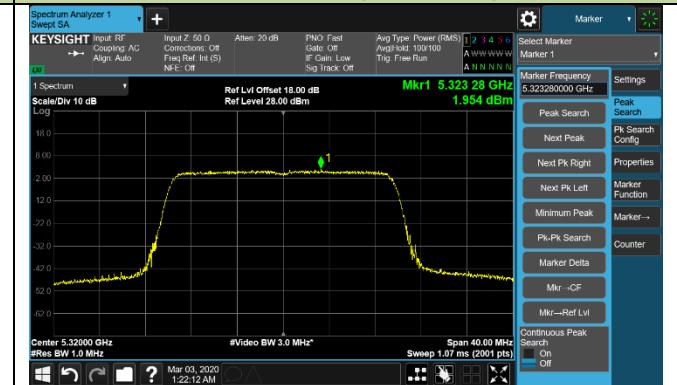 Spectrum Analyzer 1
Swept SA
+
Marker
KEYSIGHT Input: RF Input Z: 50 Ω Atten: 20 dB PNO: Fast Avg Type: Power (RMS) 1 2 3 4 5 6
Coupling: AC Corrections: Off Gate: Off Avg|Hold: 100/100 A W W W W W
Align: Auto Freq Ref: Int (S) IF Gain: Low Trig: Free Run A N N N N N
NFE: Off Sig Track: Off
LXI
Select Marker
Marker 1
1 Spectrum
Scale/Div 10 dB
Log
Ref Lvl Offset 18.00 dB
Ref Level 28.00 dBm
Mkr1 5.323 28 GHz
1.954 dBm
18.0
8.00
-2.00
-12.0
-22.0
-32.0
-42.0
-52.0
-62.0
1
Center 5.32000 GHz #Video BW 3.0 MHz* Span 40.00 MHz
#Res BW 1.0 MHz Sweep 1.07 ms (2001 pts)
Marker Frequency
5.323280000 GHz
Peak Search
Next Peak
Next Pk Right
Next Pk Left
Minimum Peak
Pk-Pk Search
Marker Delta
Mkr→CF
Mkr→Ref Lvl
Continuous Peak
Search
On
Off
Settings
Peak
Search
Pk Search
Config
Properties
Marker
Function
Marker→
Counter
?
Mar 03, 2020
1:22:12 AM